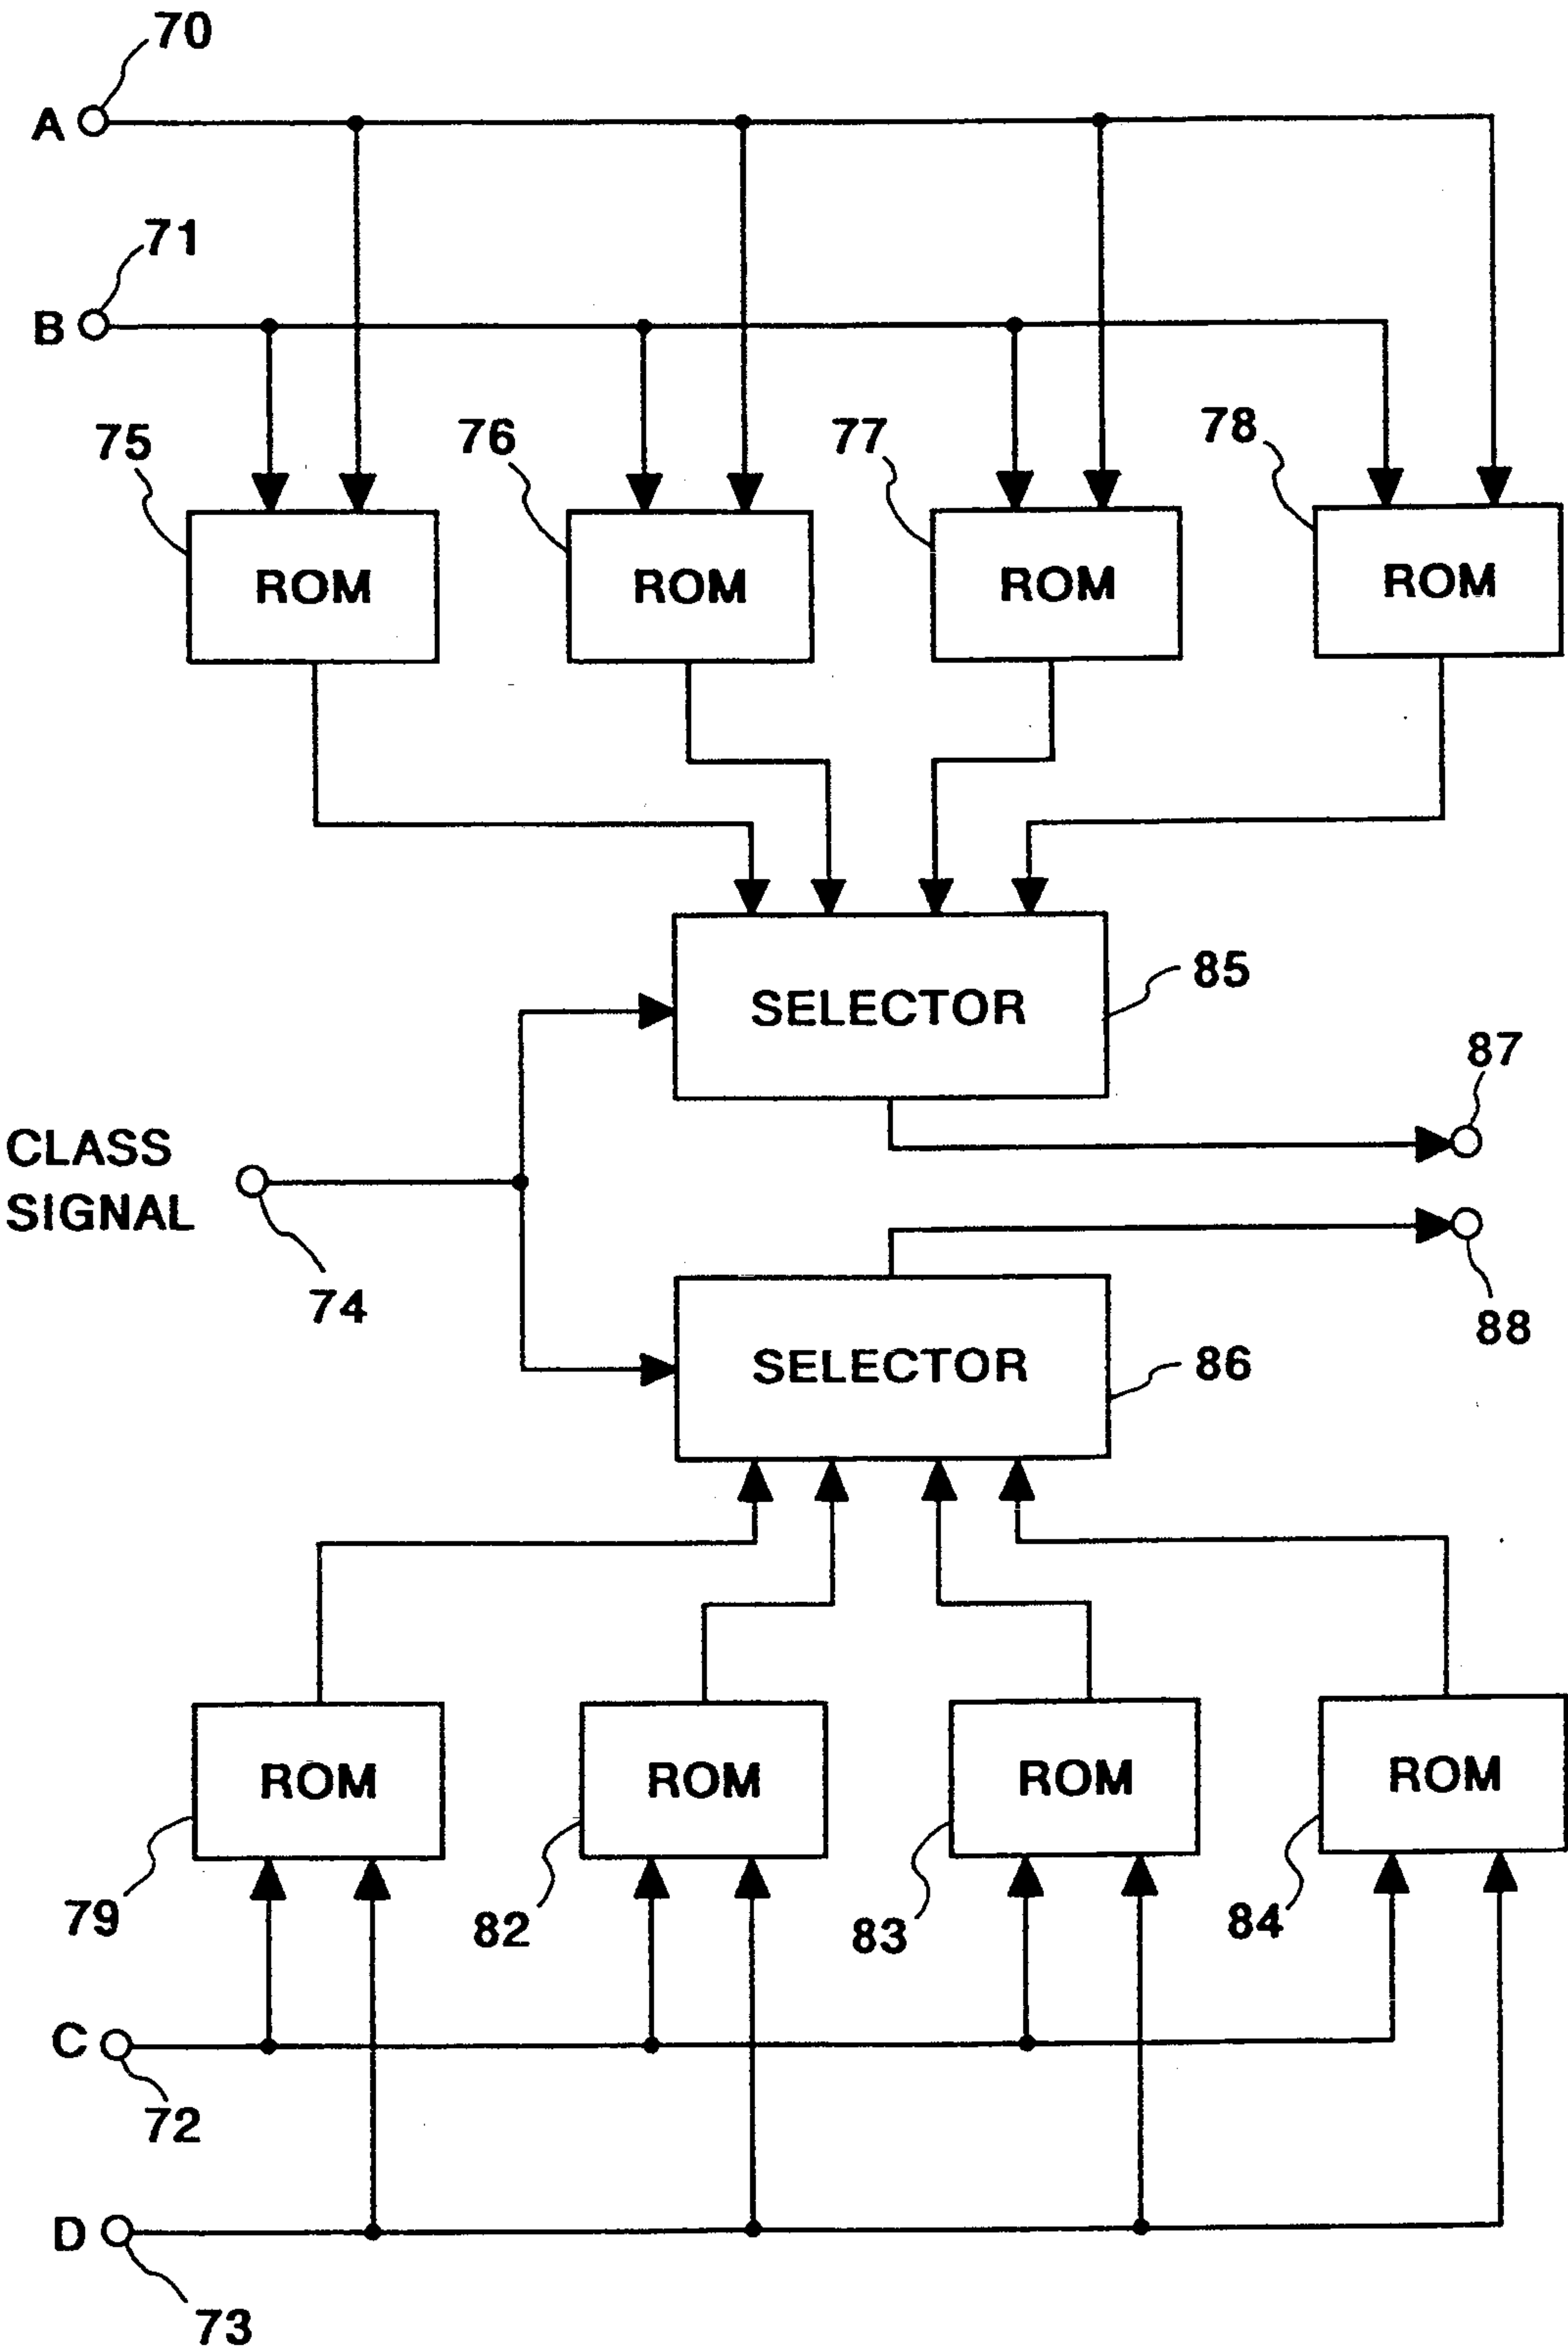 70
A
71
B
75
76
77
78
ROM
ROM
ROM
ROM
SELECTOR
85
87
CLASS
SIGNAL
74
88
SELECTOR
86
ROM
ROM
ROM
ROM
79
82
83
84
C
72
D
73